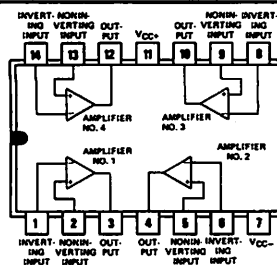 INVERT-
ING
INPUT
NONIN-
VERTING
INPUT
OUT-
PUT
VCC+
OUT-
PUT
NONIN-
VERTING
INPUT
INVERT-
ING
INPUT
14 13 12 11 10 9 8
AMPLIFIER
NO. 4
AMPLIFIER
NO. 3
AMPLIFIER
NO. 1
AMPLIFIER
NO. 2
1 2 3 4 5 6 7
INVERT-
ING
INPUT
NONIN-
VERTING
INPUT
OUT-
PUT
OUT-
PUT
NONIN-
VERTING
INPUT
INVERT-
ING
INPUT
VCC-